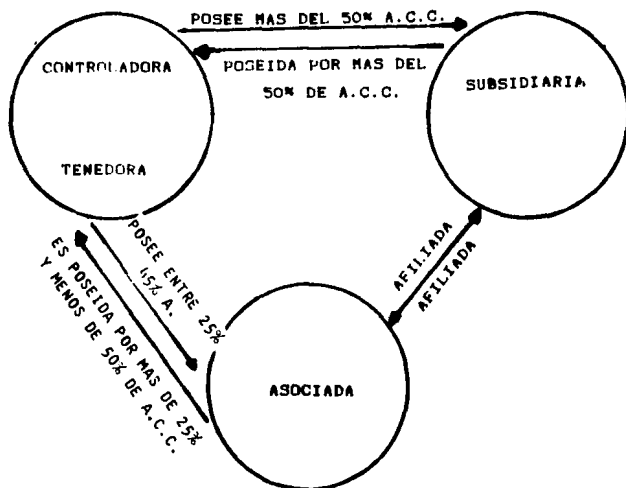 POSEE MAS DEL 50% A.C.C.
CONTROLADORA
POSEIDA POR MAS DEL
50% DE A.C.C.
SUBSIDIARIA
TENEDORA
POSEE ENTRE 25%
45% A.
ES POSEIDA POR MAS DE 25%
Y MENOS DE 50% DE A.C.C.
AFILIADA
AFILIADA
ASOCIADA